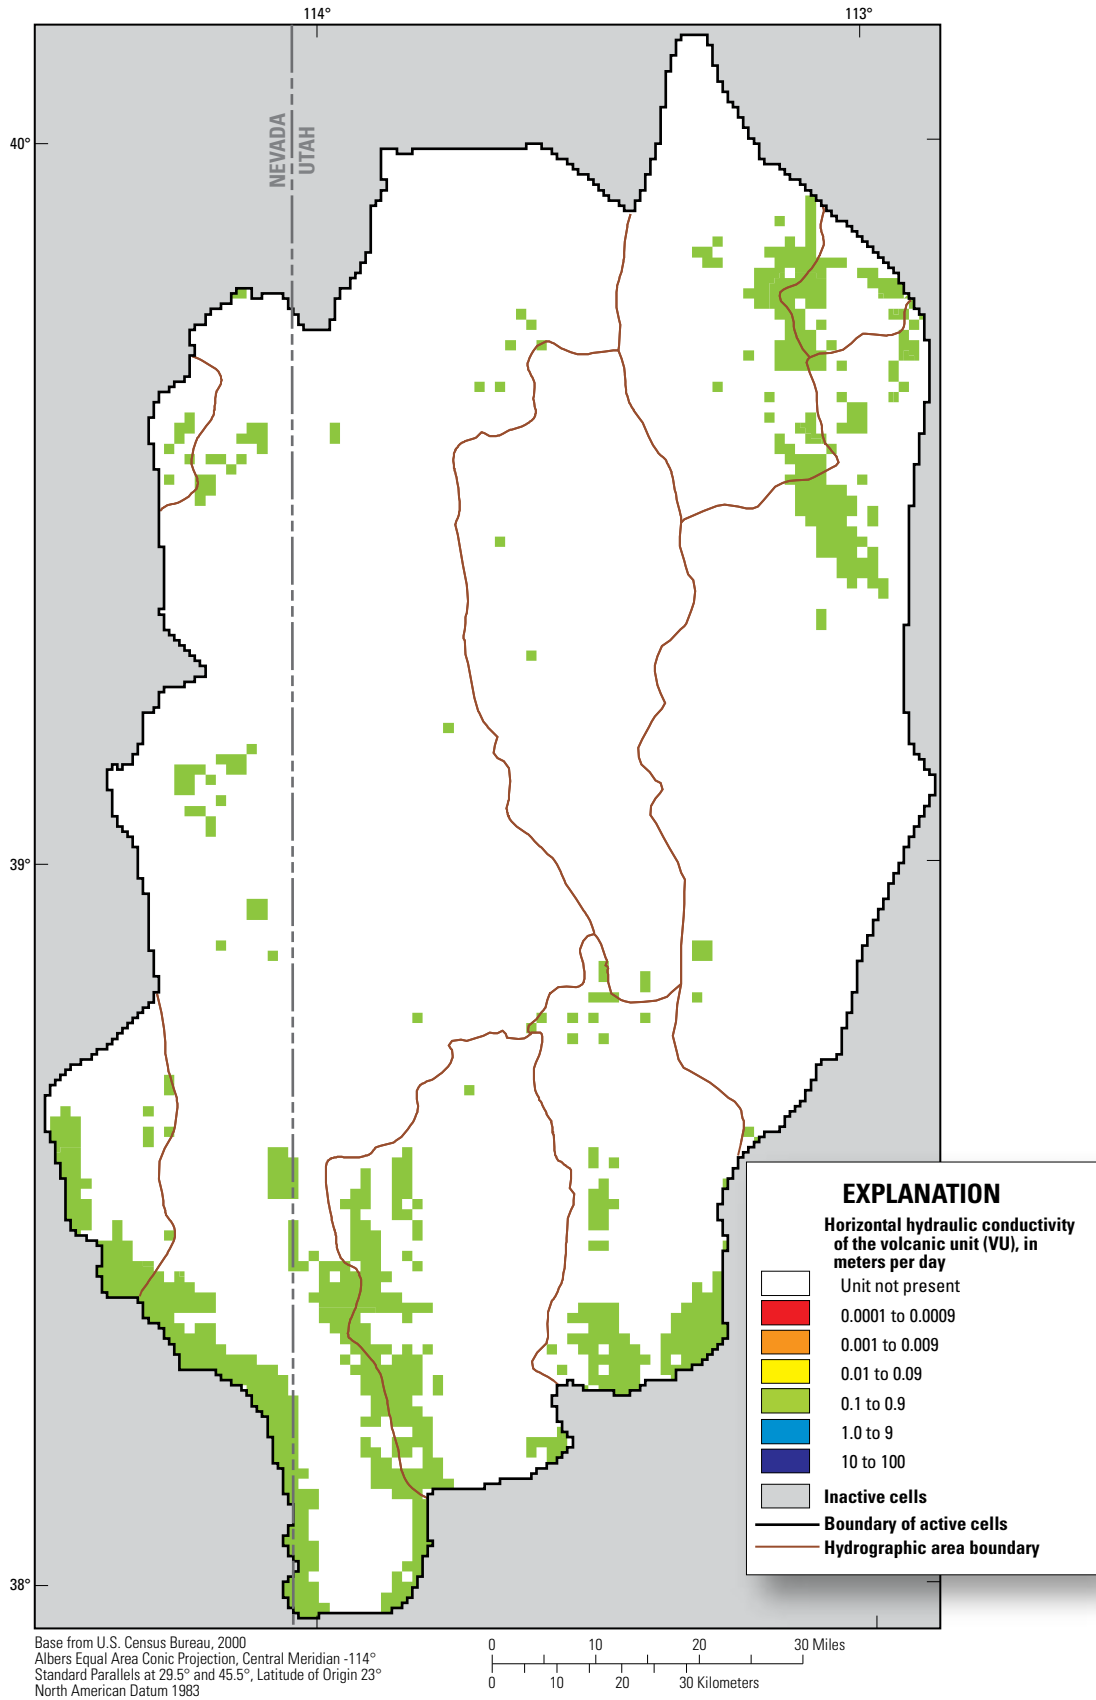 114°
113°
40°
NEVADA
UTAH
39°
38°
EXPLANATION
Horizontal hydraulic conductivity
of the volcanic unit (VU), in
meters per day
Unit not present
0.0001 to 0.0009
0.001 to 0.009
0.01 to 0.09
0.1 to 0.9
1.0 to 9
10 to 100
Inactive cells
Boundary of active cells
Hydrographic area boundary
Base from U.S. Census Bureau, 2000
Albers Equal Area Conic Projection, Central Meridian -114°
Standard Parallels at 29.5° and 45.5°, Latitude of Origin 23°
North American Datum 1983
0 10 20 30 Miles
0 10 20 30 Kilometers